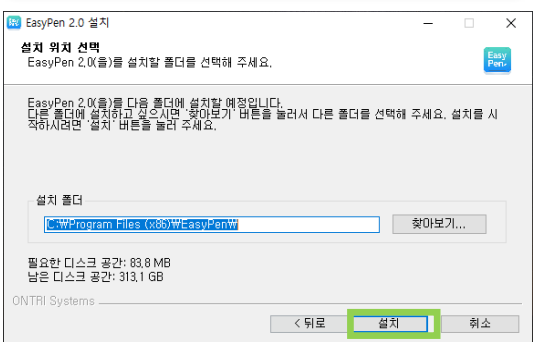 EasyPen 2.0 설치
설치 위치 선택
EasyPen 2.0(을)를 설치할 폴더를 선택해 주세요.
Easy
Pen.
EasyPen 2.0(을)를 다음 폴더에 설치할 예정입니다.
다른 폴더에 설치하고 싶으시면 '찾아보기' 버튼을 눌러서 다른 폴더를 선택해 주세요. 설치를 시
작하시려면 '설치' 버튼을 눌러 주세요.
설치 폴더
C:₩Program Files (x86)₩EasyPen₩
찾아보기...
필요한 디스크 공간: 83.8 MB
남은 디스크 공간: 313.1 GB
ONTRI Systems
< 뒤로
설치
취소